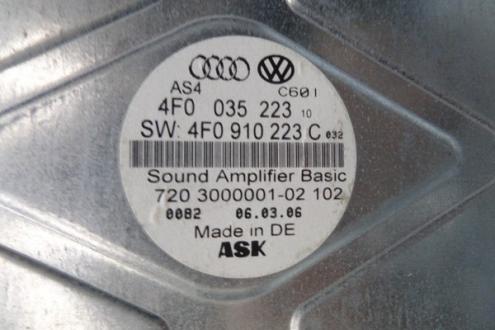 AS4 C601
4F0 035 223 10
SW: 4F0 910 223 C 032
Sound Amplifier Basic
720 3000001-02 102
0082 06.03.06
Made in DE
ASK